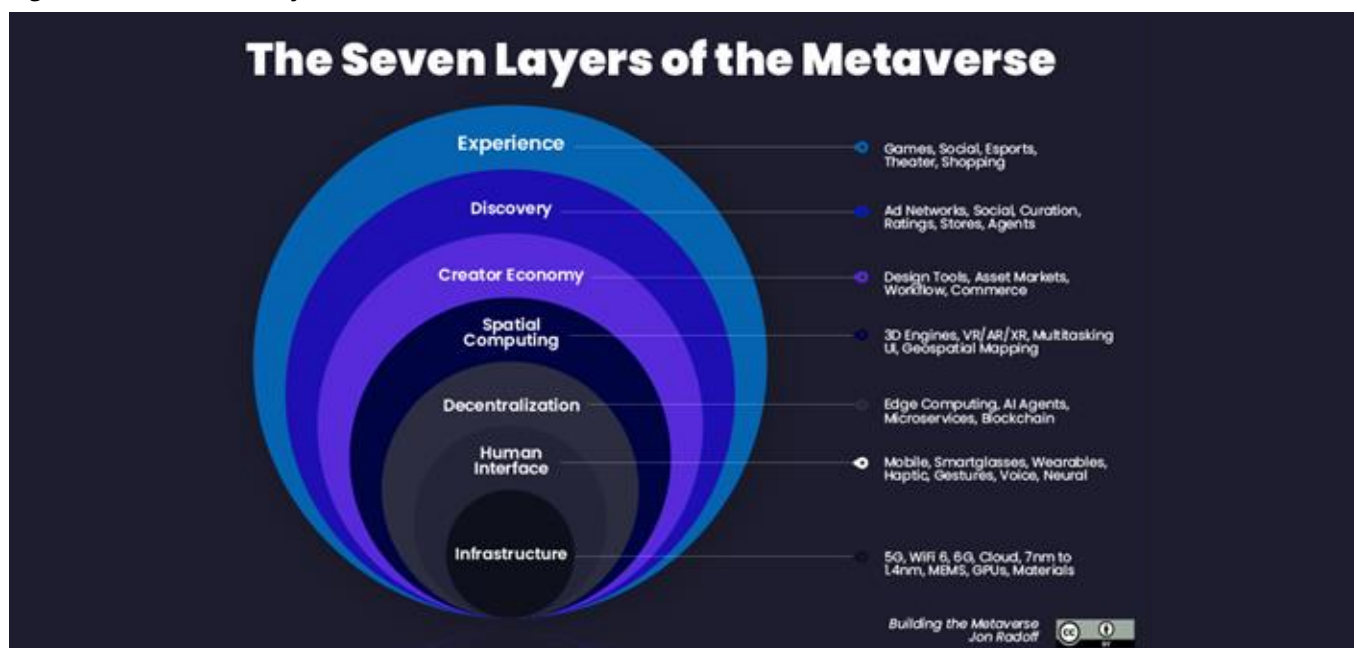 The Seven Layers of the Metaverse
Experience
Games, Social, Esports,
Theater, Shopping
Discovery
Ad Networks, Social, Curation,
Ratings, Stores, Agents
Creator Economy
Design Tools, Asset Markets,
Workflow, Commerce
Spatial
Computing
3D Engines, VR/AR/XR, Multitasking
UI, Geospatial Mapping
Decentralization
Edge Computing, AI Agents,
Microservices, Blockchain
Human
Interface
Mobile, Smartglasses, Wearables,
Haptic, Gestures, Voice, Neural
Infrastructure
5G, WiFi 6, 6G, Cloud, 7nm to
1.4nm, MEMS, GPUs, Materials
Building the Metaverse
Jon Radoff
cc
BY